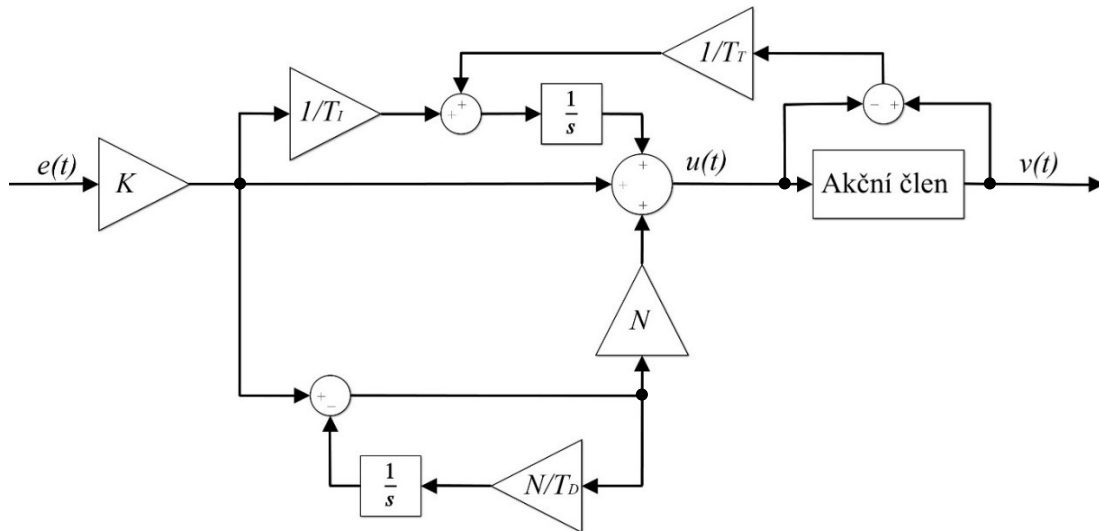 1/T_T
1/T_I
+
+
1/s
-
+
e(t)
K
+
+
+
u(t)
Akční člen
v(t)
N
+
-
1/s
N/T_D